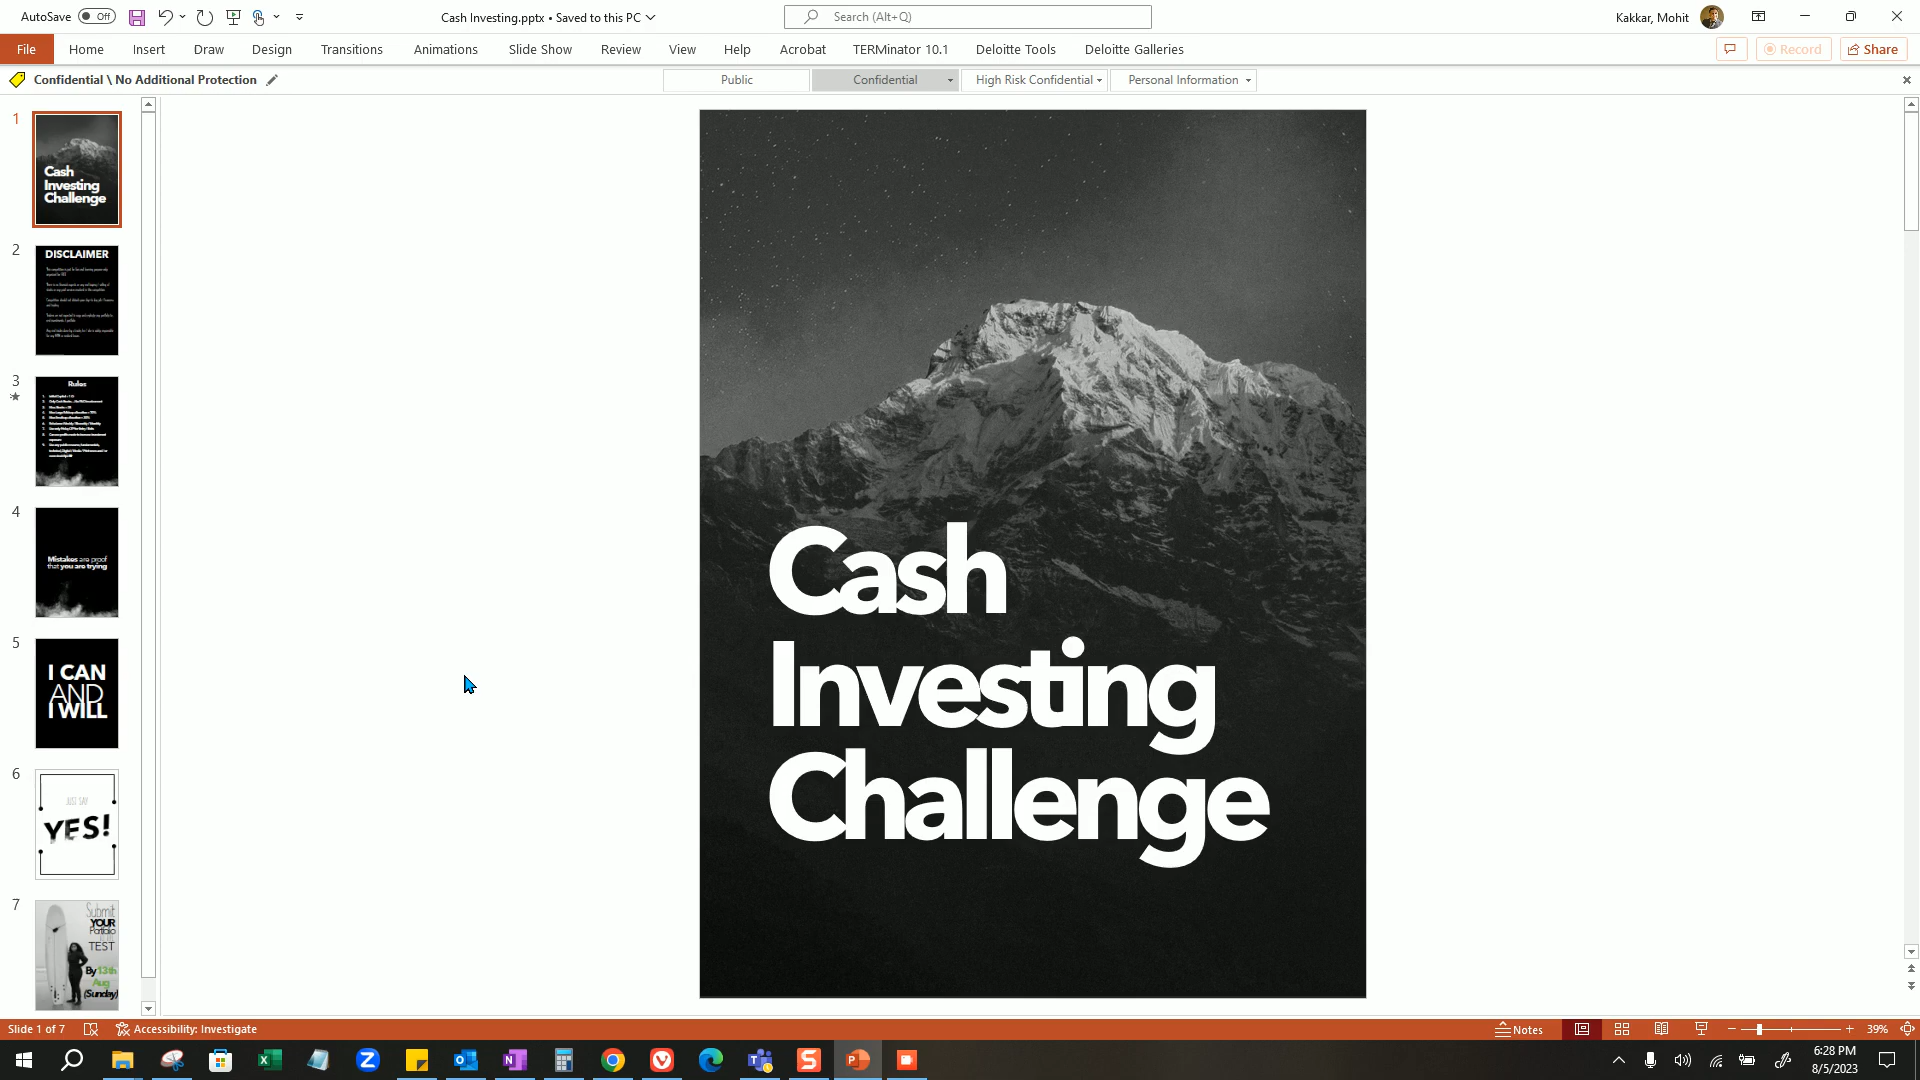 AutoSave Off
Cash Investing.pptx • Saved to this PC
Search (Alt+Q)
Kakkar, Mohit
File Home Insert Draw Design Transitions Animations Slide Show Review View Help Acrobat TERMinator 10.1 Deloitte Tools Deloitte Galleries Record Share
Confidential \ No Additional Protection
Public Confidential High Risk Confidential Personal Information
1
Cash
Investing
Challenge
2
DISCLAIMER
3
Rules
4
Mistakes are proof
that you are trying
5
I CAN
AND
I WILL
6
JUST SAY
YES!
7
Submit
YOUR
Portfolio
TEST
By 13th
Aug
(Sunday)
Cash
Investing
Challenge
Slide 1 of 7 Accessibility: Investigate Notes 39%
6:28 PM
8/5/2023